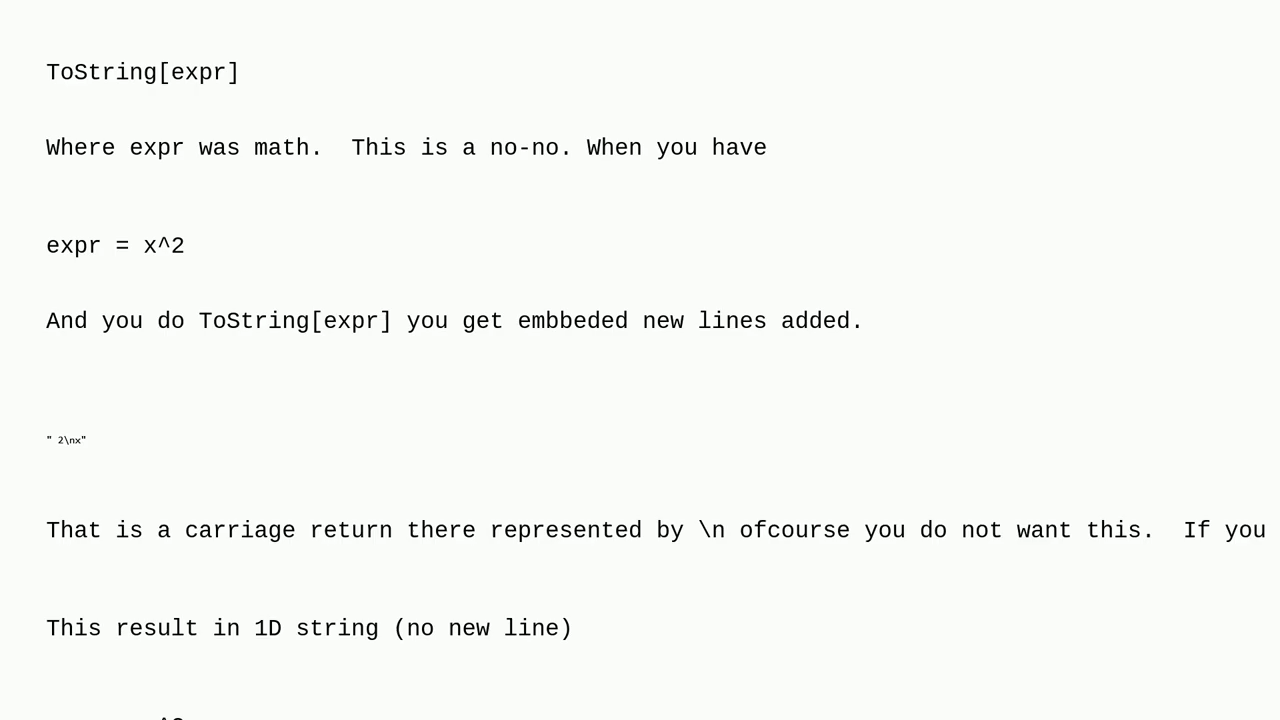 ToString[expr]
Where expr was math.  This is a no-no. When you have
expr = x^2
And you do ToString[expr] you get embbeded new lines added.
" 2\nx"
That is a carriage return there represented by \n ofcourse you do not want this.  If you
This result in 1D string (no new line)